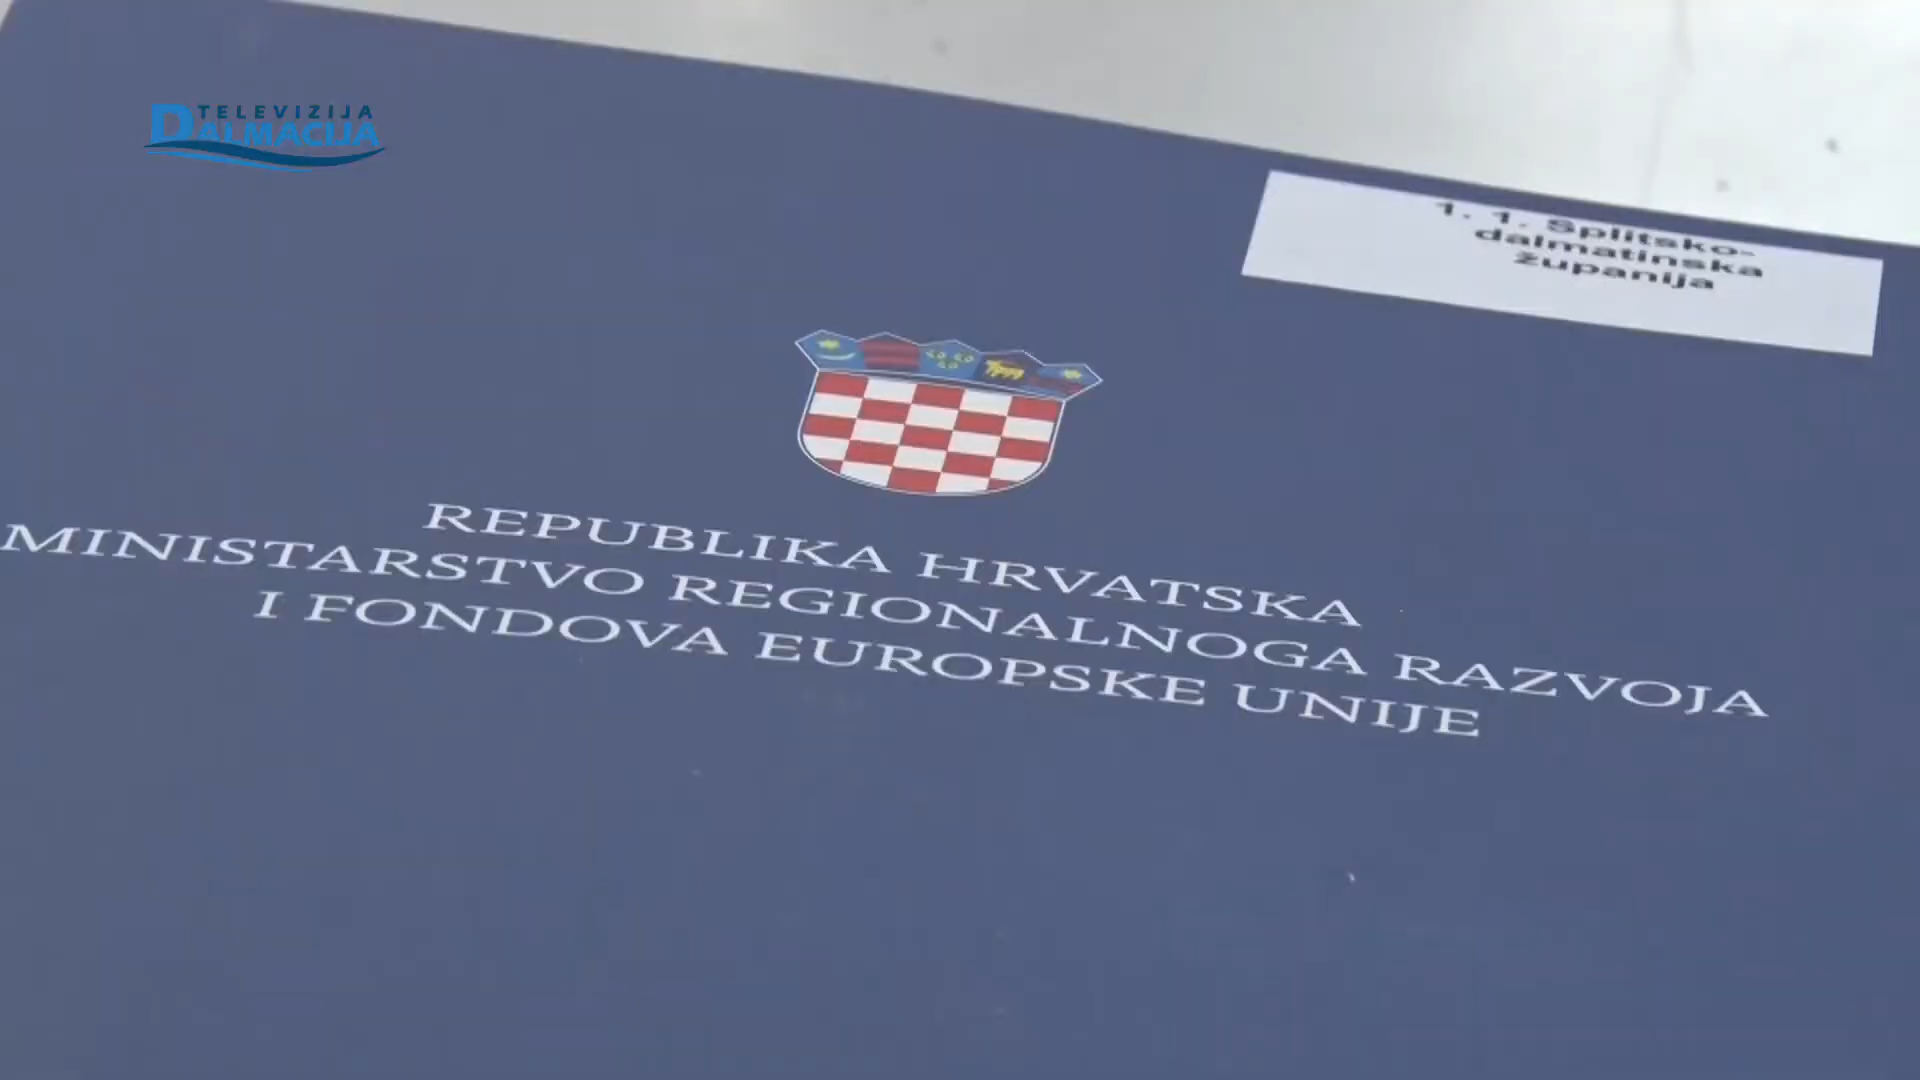 TELEVIZIJA
DALMACIJA
1. 1. Splitsko-
dalmatinska
županija
REPUBLIKA HRVATSKA
MINISTARSTVO REGIONALNOGA RAZVOJA
I FONDOVA EUROPSKE UNIJE